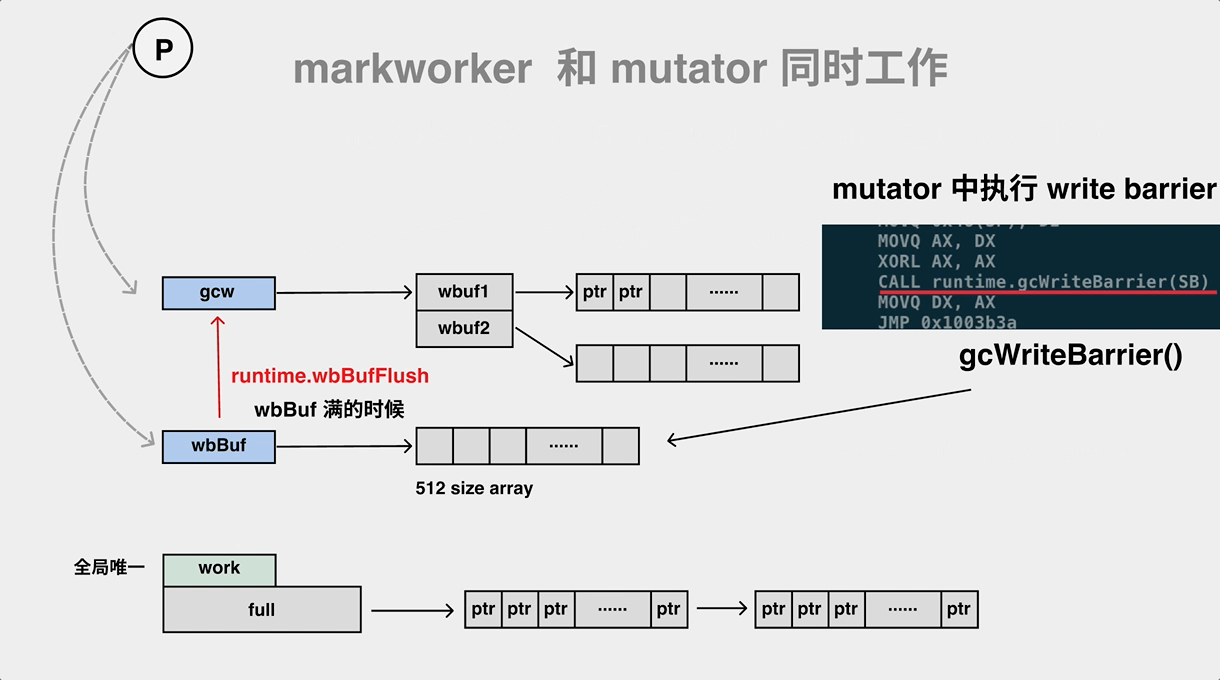 P
markworker 和 mutator 同时工作
mutator 中执行 write barrier
MOVQ AX, DX
XORL AX, AX
CALL runtime.gcWriteBarrier(SB)
MOVQ DX, AX
JMP 0x1003b3a
gcWriteBarrier()
gcw
wbuf1
ptr ptr ······
wbuf2
······
runtime.wbBufFlush
wbBuf 满的时候
wbBuf
······
512 size array
全局唯一
work
full
ptr ptr ptr ······ ptr
ptr ptr ptr ······ ptr